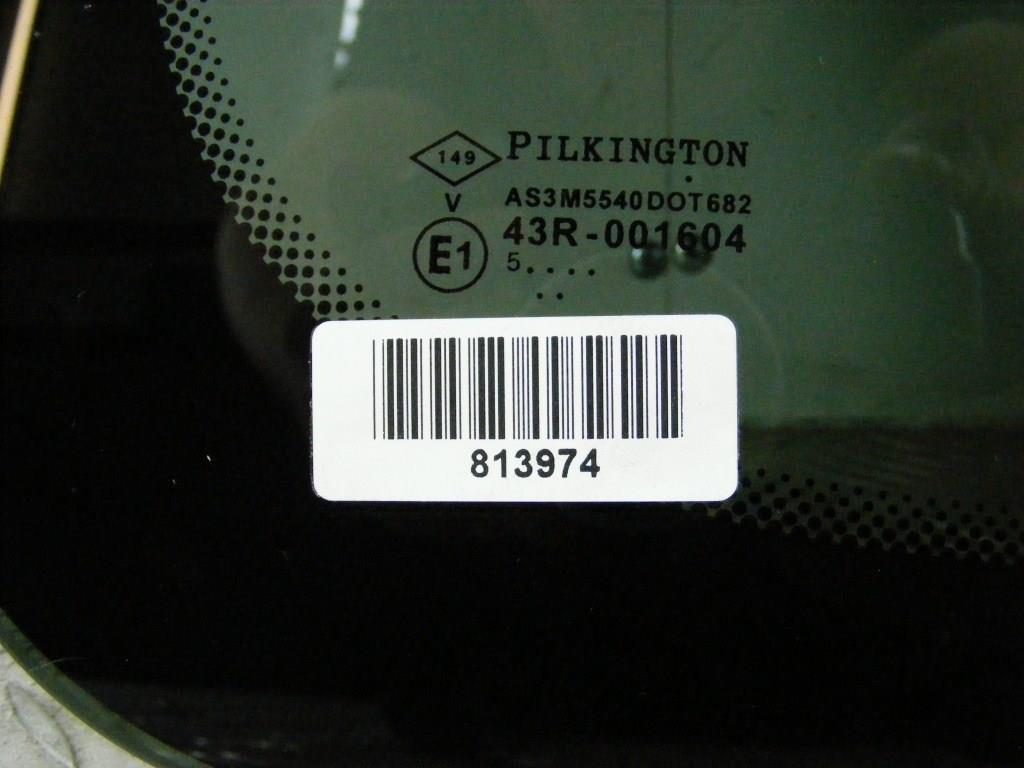 149 PILKINGTON
V AS3M5540DOT682
E1 43R-001604
5....
..
813974